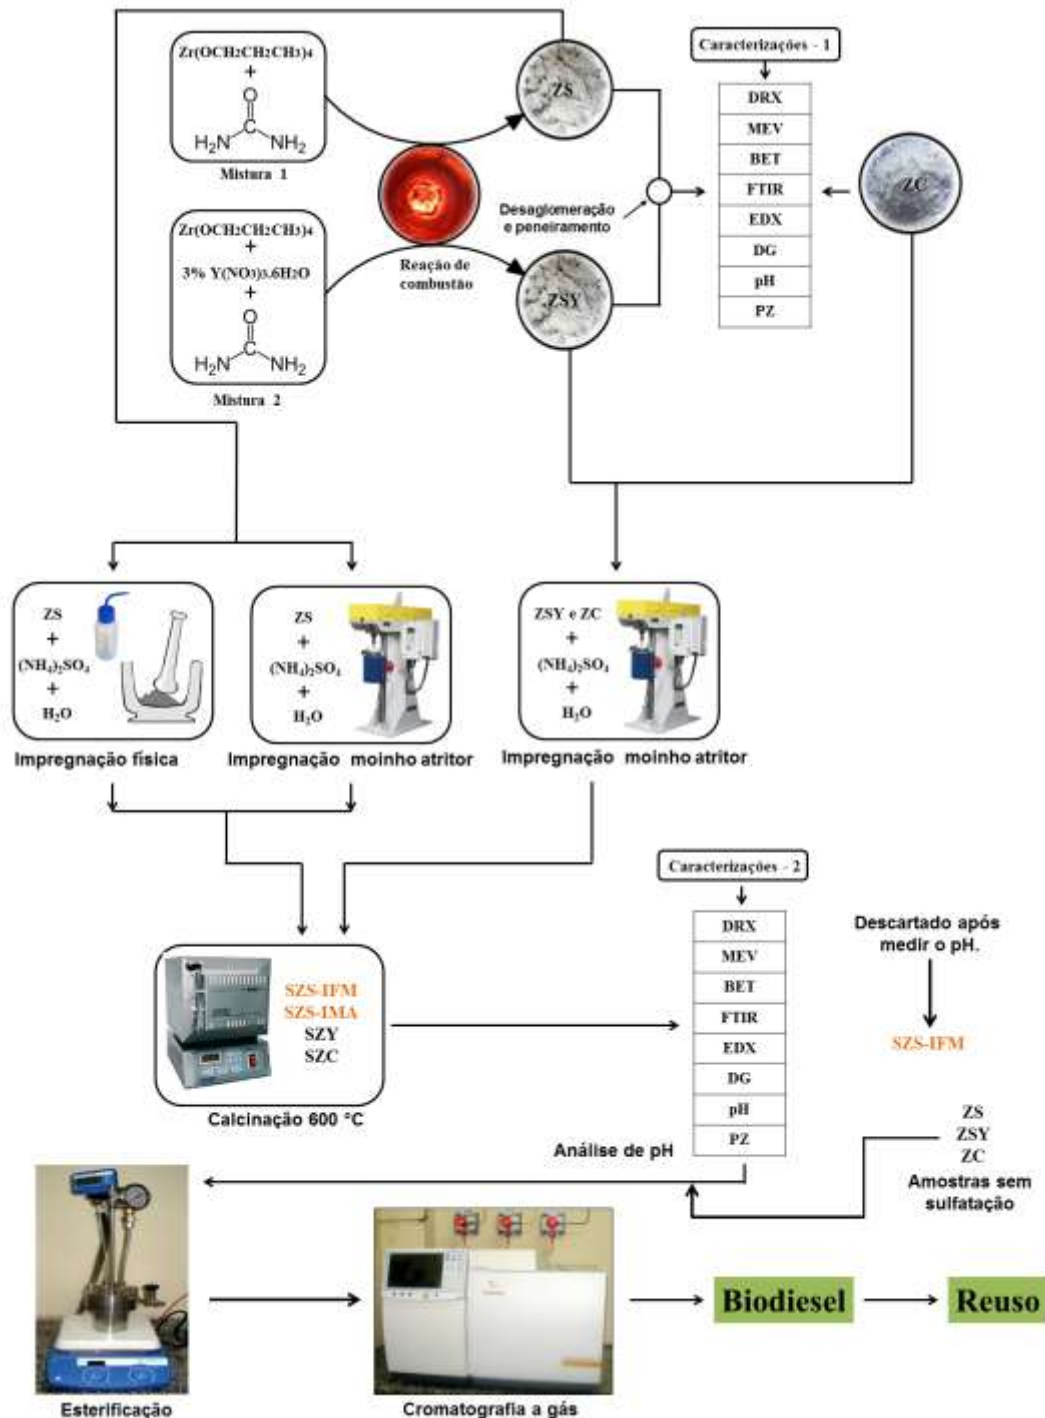 Zr(OCH2CH2CH3)4
+
O
C
H₂N NH₂
Mistura 1
Zr(OCH2CH2CH3)4
+
3% Y(NO3)3.6H2O
+
O
C
H₂N NH₂
Mistura 2
Reação de
combustão
ZS
ZSY
Desaglomeração
e peneiramento
Caracterizações - 1
DRX
MEV
BET
FTIR
EDX
DG
pH
PZ
ZC
ZS
+
(NH₄)₂SO₄
+
H₂O
Impregnação física
ZS
+
(NH₄)₂SO₄
+
H₂O
Impregnação moinho atritor
ZSY e ZC
+
(NH₄)₂SO₄
+
H₂O
Impregnação moinho atritor
SZS-IFM
SZS-IMA
SZY
SZC
Calcinação 600 °C
Caracterizações - 2
DRX
MEV
BET
FTIR
EDX
DG
pH
PZ
Descartado após
medir o pH.
SZS-IFM
ZS
ZSY
ZC
Amostras sem
sulfatação
Análise de pH
Esterificação
Cromatografia a gás
Biodiesel
Reuso